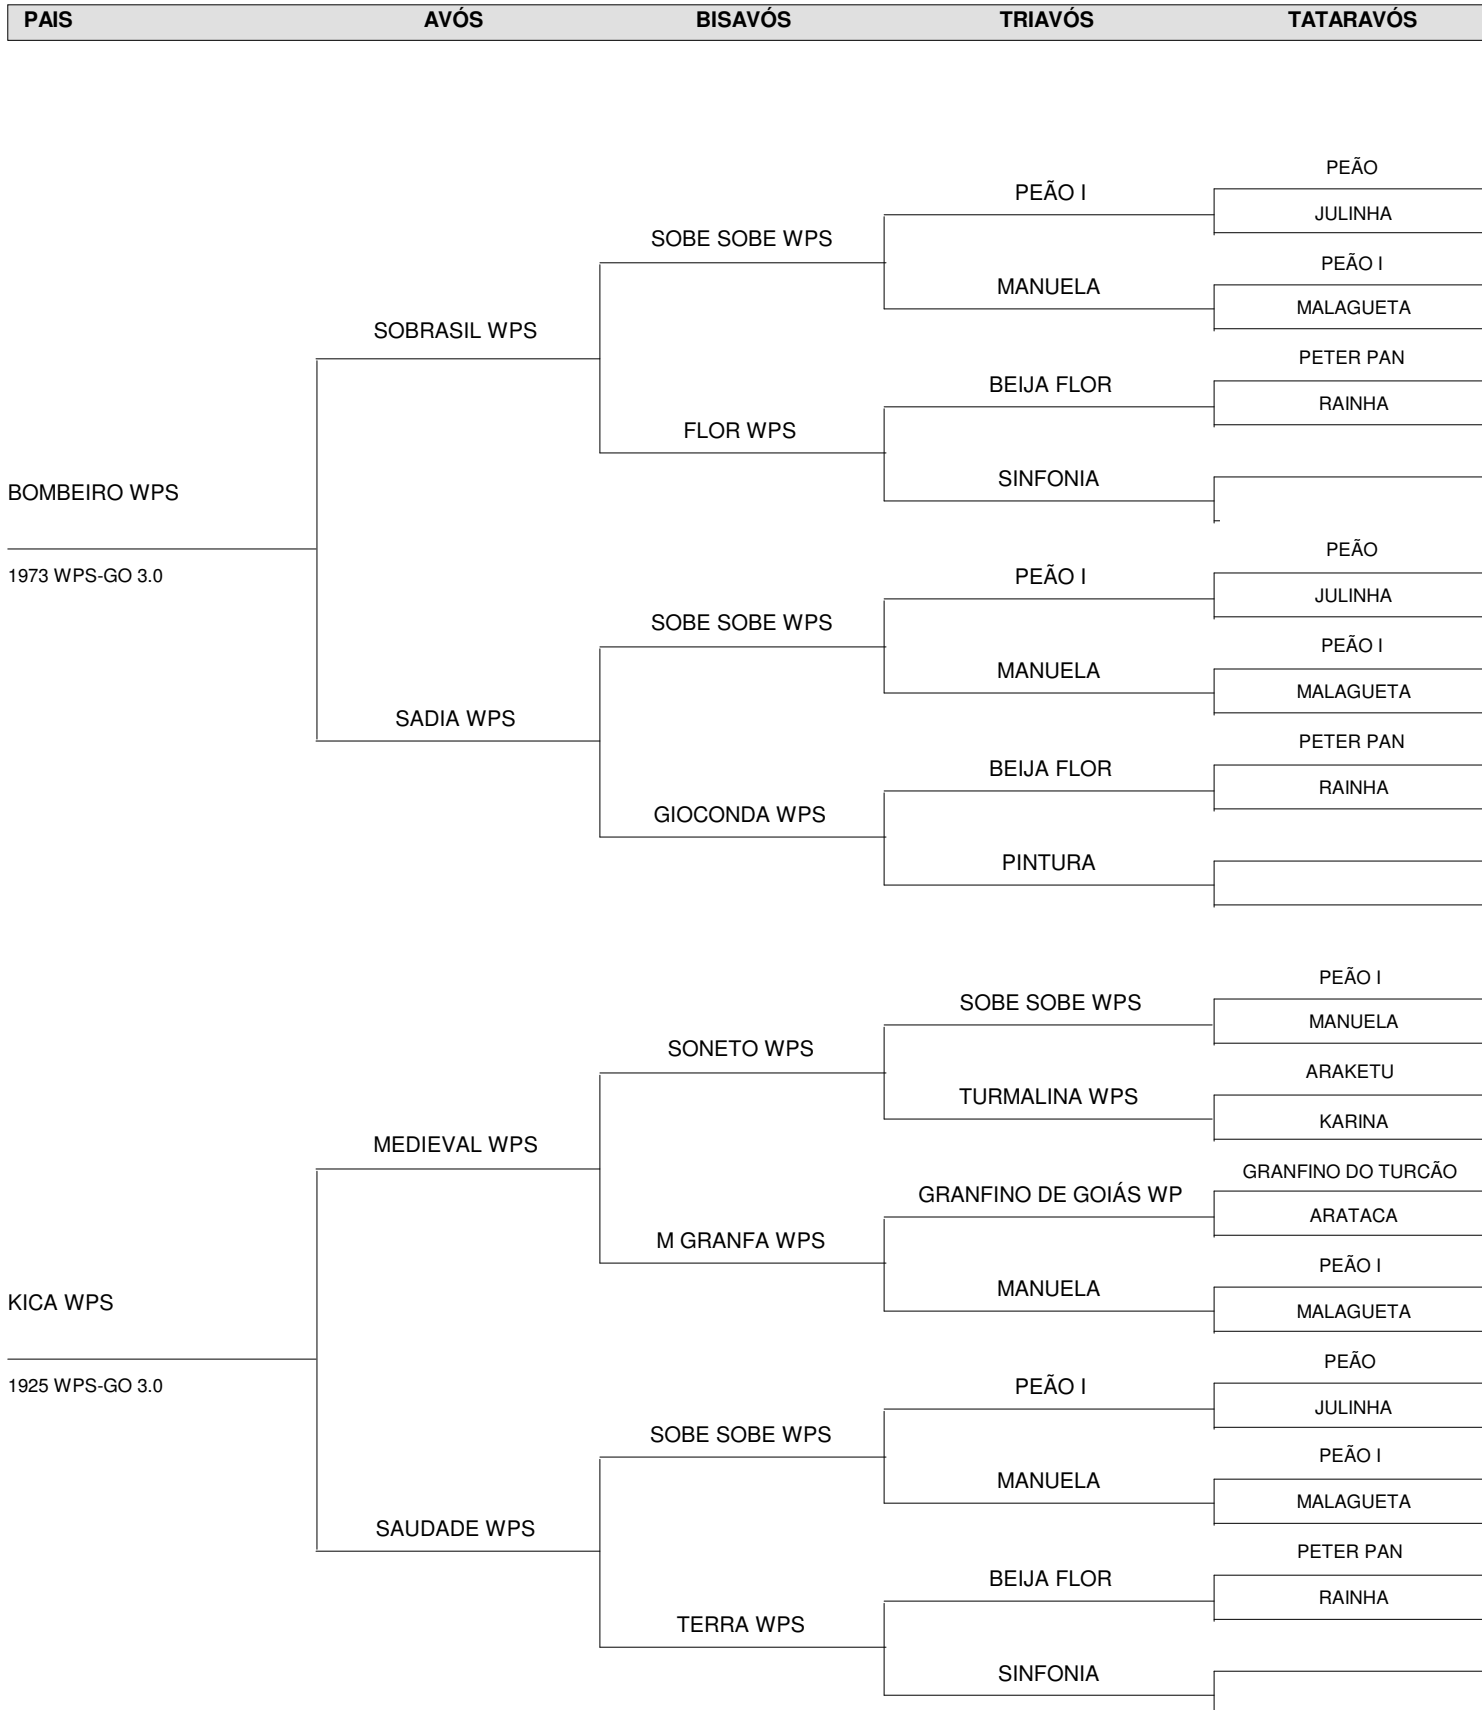 PAIS AVÓS BISAVÓS TRIAVÓS TATARAVÓS
PEÃO
PEÃO I
JULINHA
SOBE SOBE WPS
PEÃO I
MANUELA
MALAGUETA
SOBRASIL WPS
PETER PAN
BEIJA FLOR
RAINHA
FLOR WPS
SINFONIA
BOMBEIRO WPS
PEÃO
1973 WPS-GO 3.0
PEÃO I
JULINHA
SOBE SOBE WPS
PEÃO I
MANUELA
MALAGUETA
SADIA WPS
PETER PAN
BEIJA FLOR
RAINHA
GIOCONDA WPS
PINTURA
PEÃO I
SOBE SOBE WPS
MANUELA
SONETO WPS
ARAKETU
TURMALINA WPS
KARINA
MEDIEVAL WPS
GRANFINO DO TURCÃO
GRANFINO DE GOIÁS WP
ARATACA
M GRANFA WPS
PEÃO I
MANUELA
KICA WPS
MALAGUETA
PEÃO
1925 WPS-GO 3.0
PEÃO I
JULINHA
SOBE SOBE WPS
PEÃO I
MANUELA
MALAGUETA
SAUDADE WPS
PETER PAN
BEIJA FLOR
RAINHA
TERRA WPS
SINFONIA